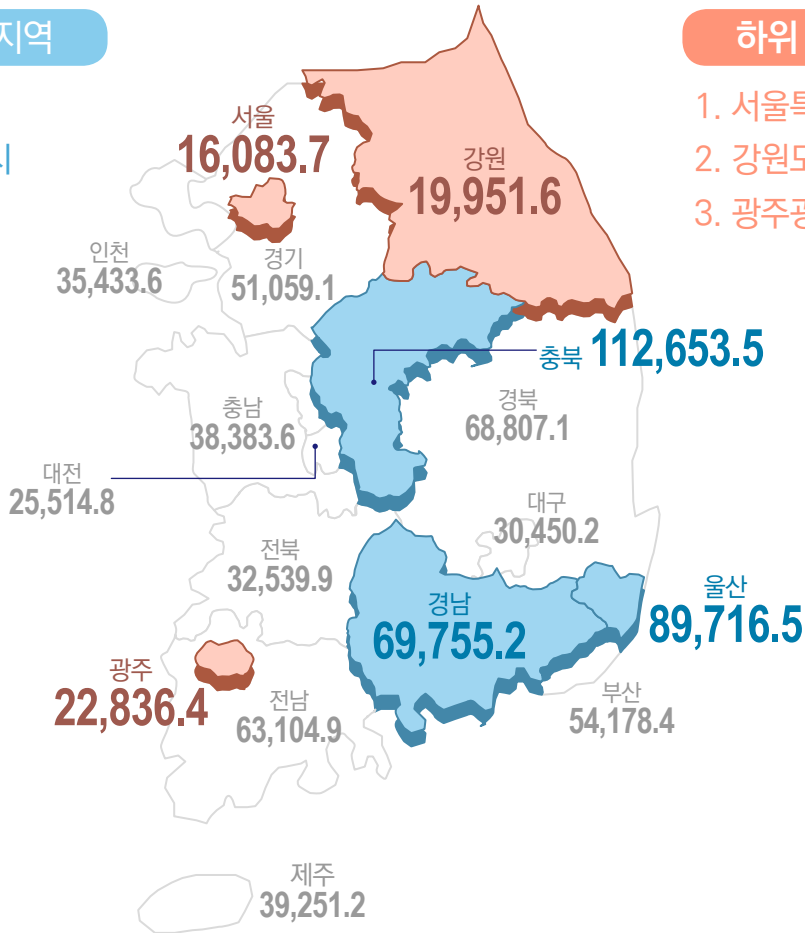 지역
하위
1. 서울특
2. 강원도
3. 광주광
시
서울
16,083.7
강원
19,951.6
인천
35,433.6
경기
51,059.1
충북 112,653.5
충남
38,383.6
경북
68,807.1
대전
25,514.8
대구
30,450.2
전북
32,539.9
경남
69,755.2
울산
89,716.5
광주
22,836.4
전남
63,104.9
부산
54,178.4
제주
39,251.2